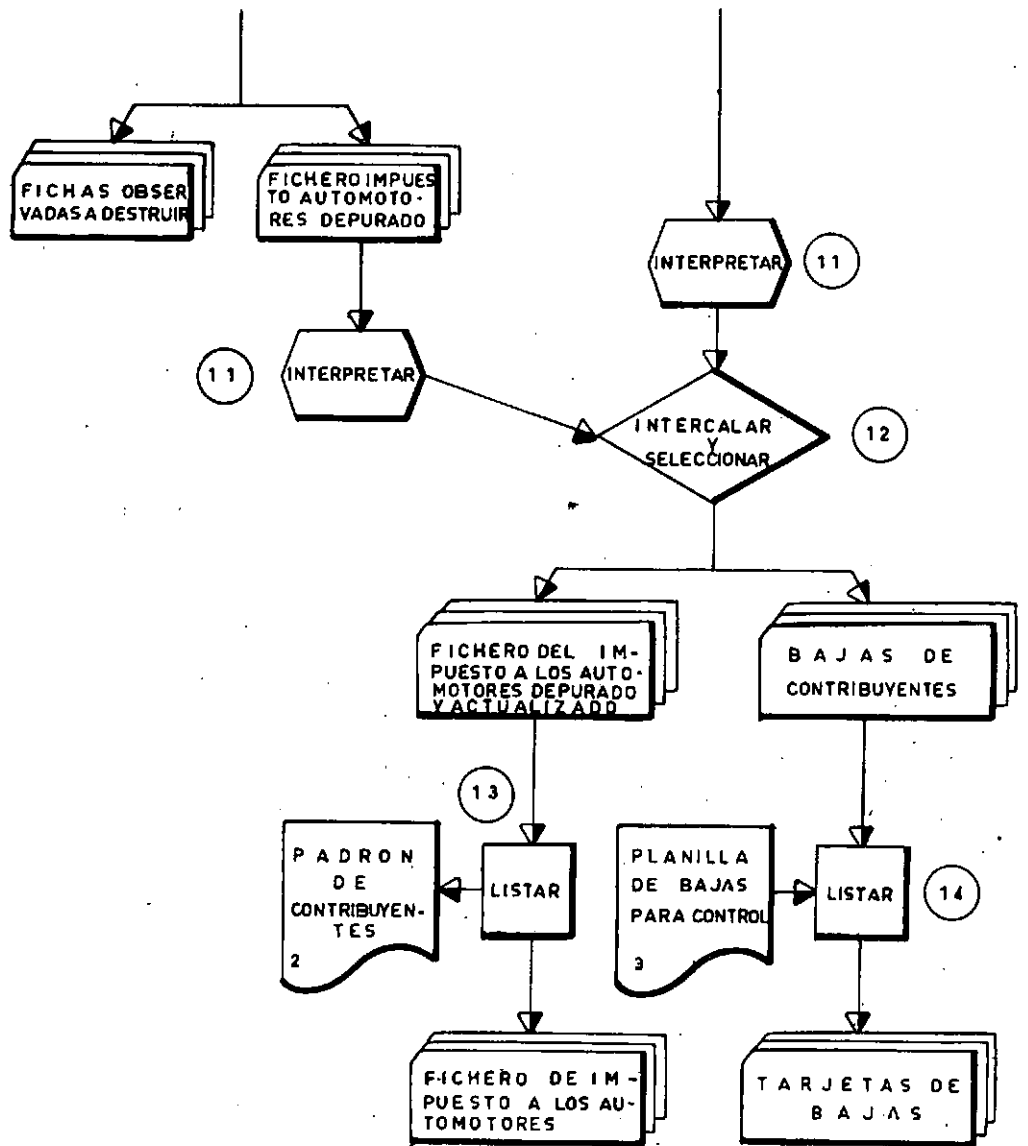 FICHAS OBSER
VADAS A DESTRUIR
FICHERO IMPUES
TO AUTOMOTO-
RES DEPURADO
INTERPRETAR
11
11
INTERPRETAR
INTERCALAR
Y
SELECCIONAR
12
FICHERO DEL IM-
PUESTO A LOS AUTO-
MOTORES DEPURADO
Y ACTUALIZADO
BAJAS DE
CONTRIBUYENTES
13
PADRON
DE
CONTRIBUYEN-
TES
2
LISTAR
PLANILLA
DE BAJAS
PARA CONTROL
3
LISTAR
14
FICHERO DE IM-
PUESTO A LOS AU-
TOMOTORES
TARJETAS DE
BAJAS